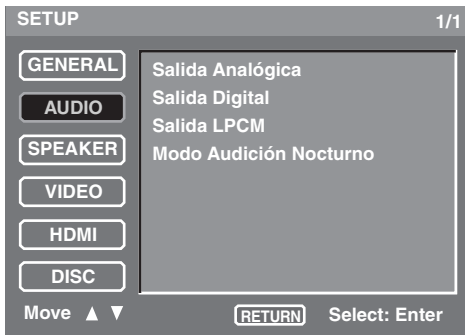 SETUP 1/1
GENERAL
AUDIO
SPEAKER
VIDEO
HDMI
DISC
Salida Analógica
Salida Digital
Salida LPCM
Modo Audición Nocturno
Move ▲ ▼ RETURN Select: Enter